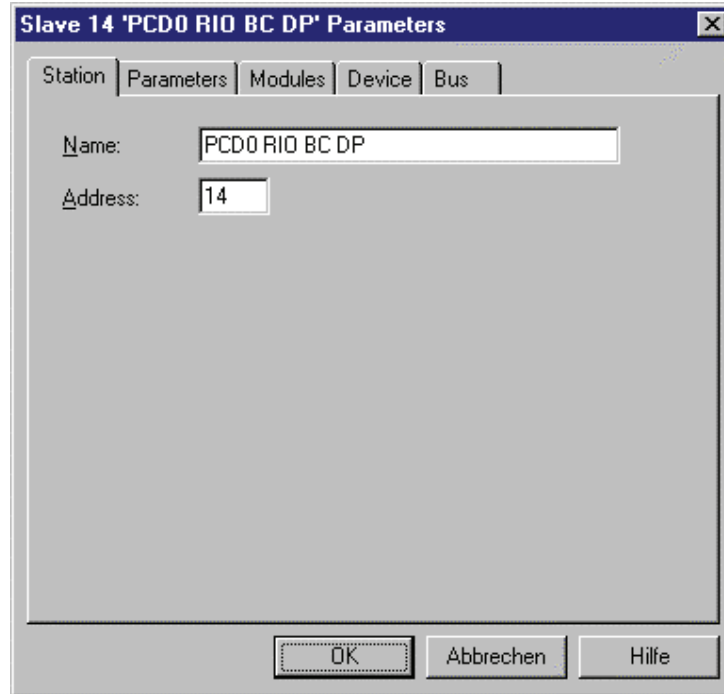 Slave 14 'PCD0 RIO BC DP' Parameters
Station Parameters Modules Device Bus
Name: PCD0 RIO BC DP
Address: 14
OK Abbrechen Hilfe